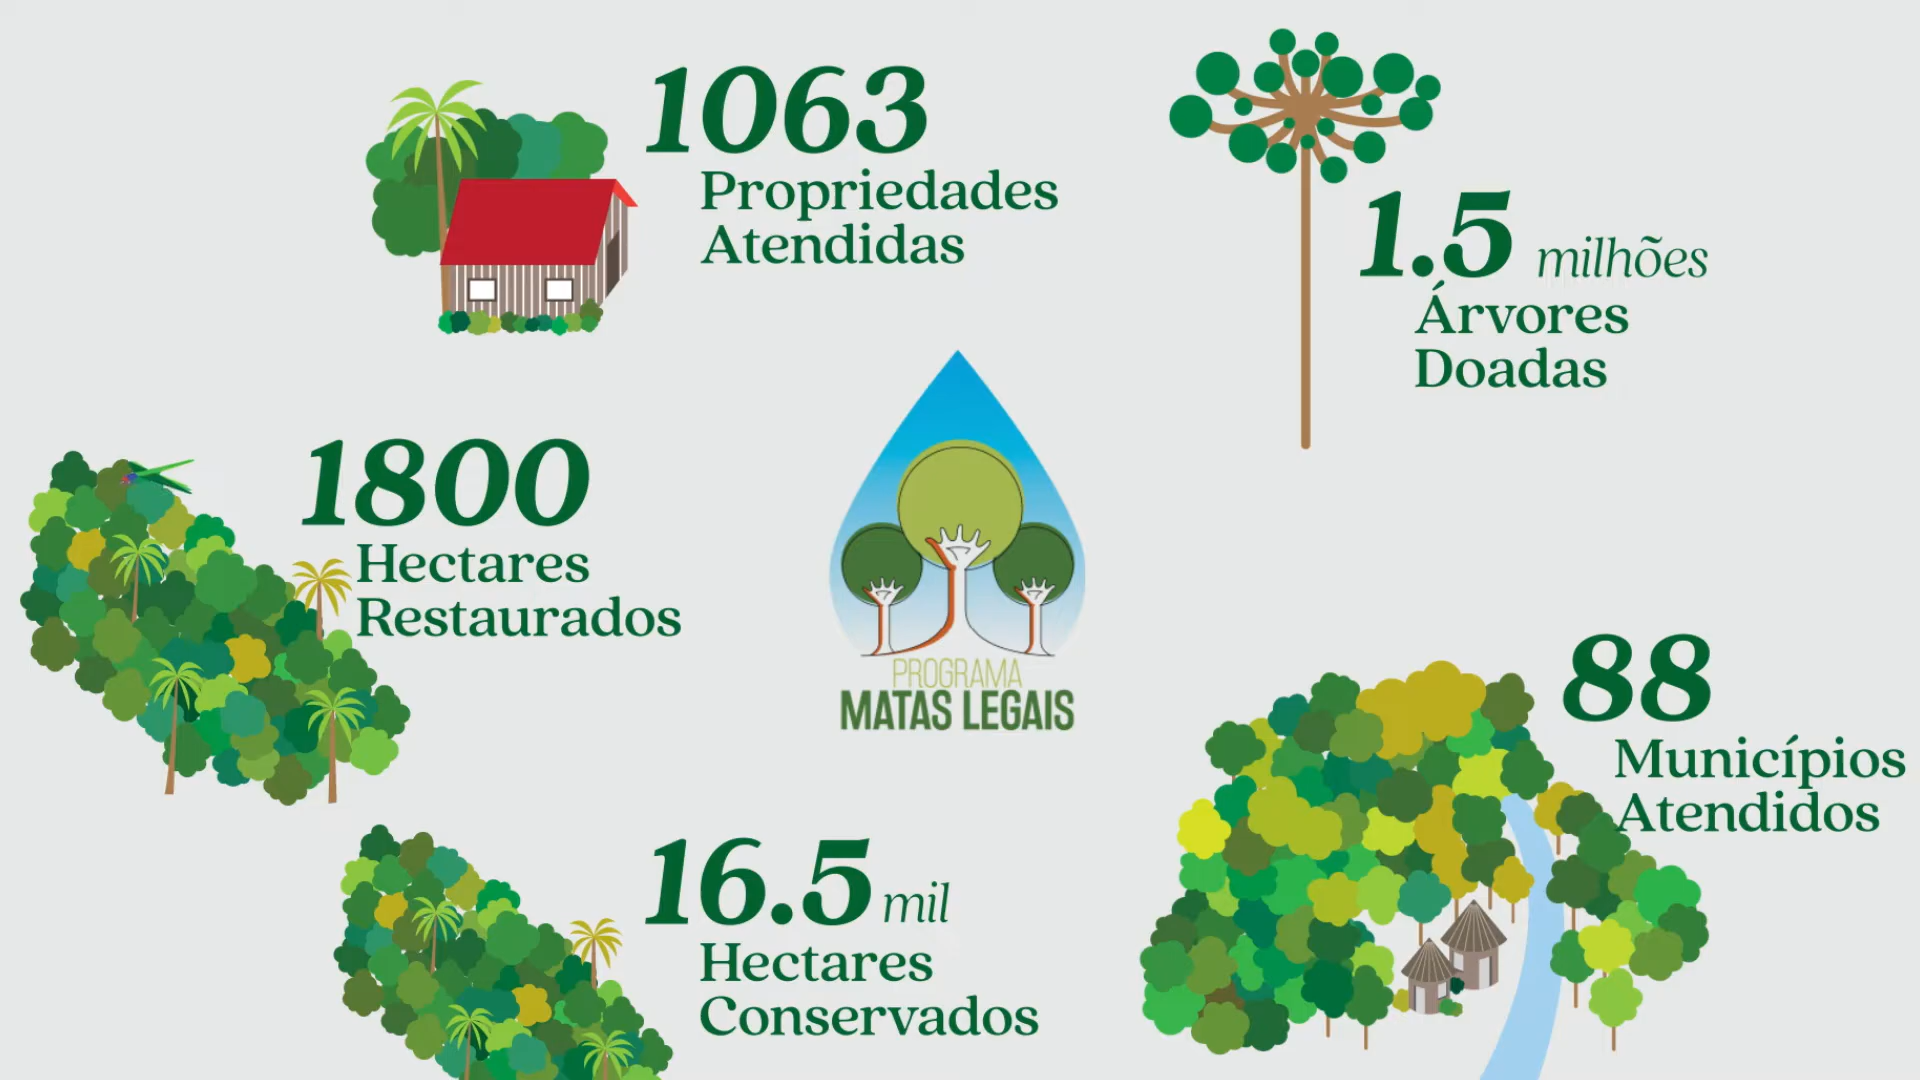 1063
Propriedades
Atendidas
1.5 milhões
Árvores
Doadas
1800
Hectares
Restaurados
PROGRAMA
MATAS LEGAIS
88
Municípios
Atendidos
16.5 mil
Hectares
Conservados